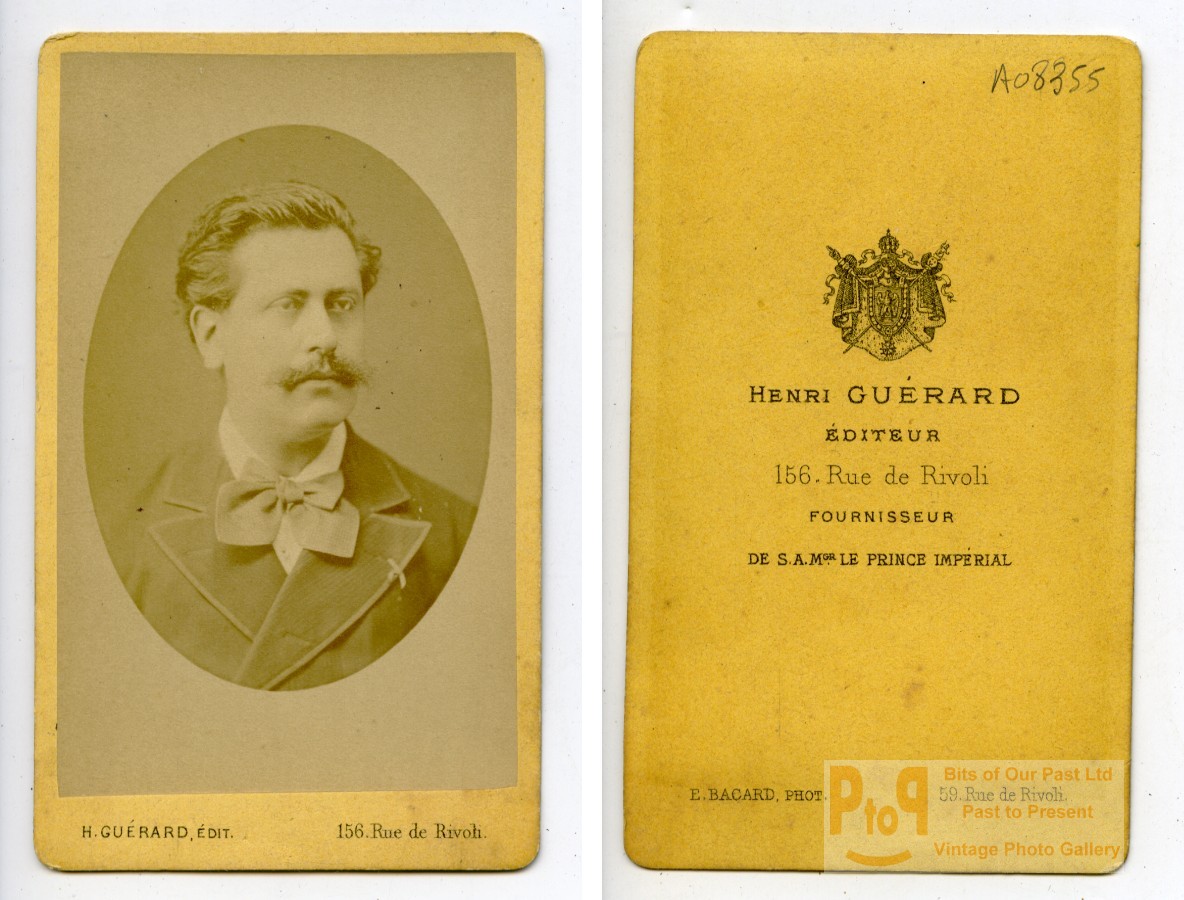 H. GUÉRARD, ÉDIT. 156. Rue de Rivoli.
A08355
HENRI GUÉRARD
ÉDITEUR
156. Rue de Rivoli
FOURNISSEUR
DE S.A.MGR LE PRINCE IMPÉRIAL
E. BACARD, PHOT. 59. Rue de Rivoli.
PtoP
Bits of Our Past Ltd
Past to Present
Vintage Photo Gallery